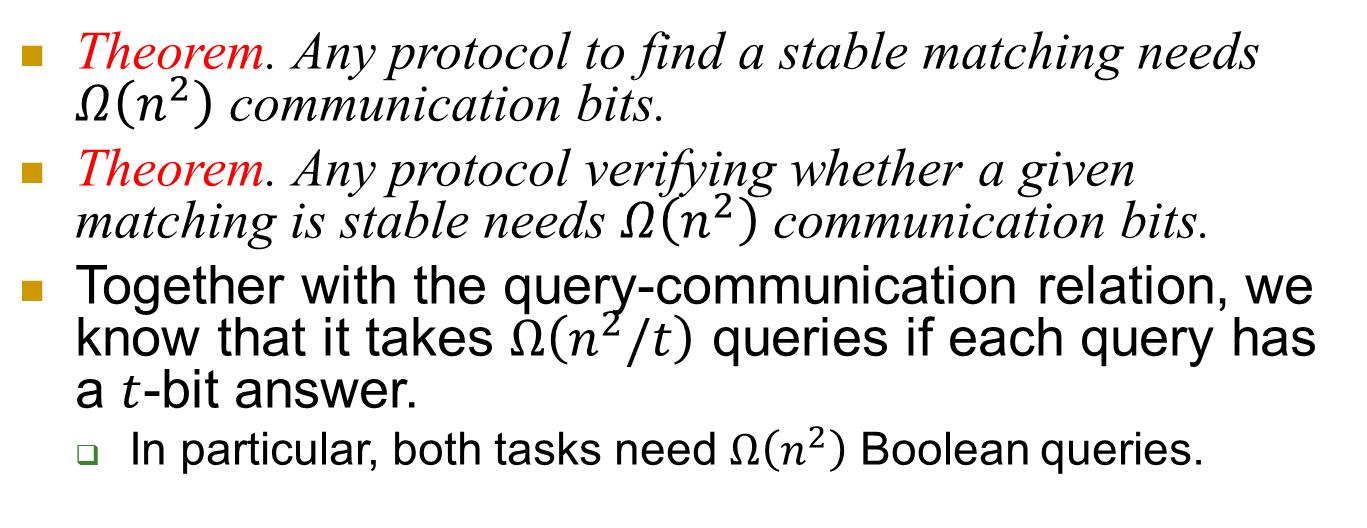 Theorem. Any protocol to find a stable matching needs
Ω(n²) communication bits.
Theorem. Any protocol verifying whether a given
matching is stable needs Ω(n²) communication bits.
Together with the query-communication relation, we
know that it takes Ω(n²/t) queries if each query has
a t-bit answer.
In particular, both tasks need Ω(n²) Boolean queries.